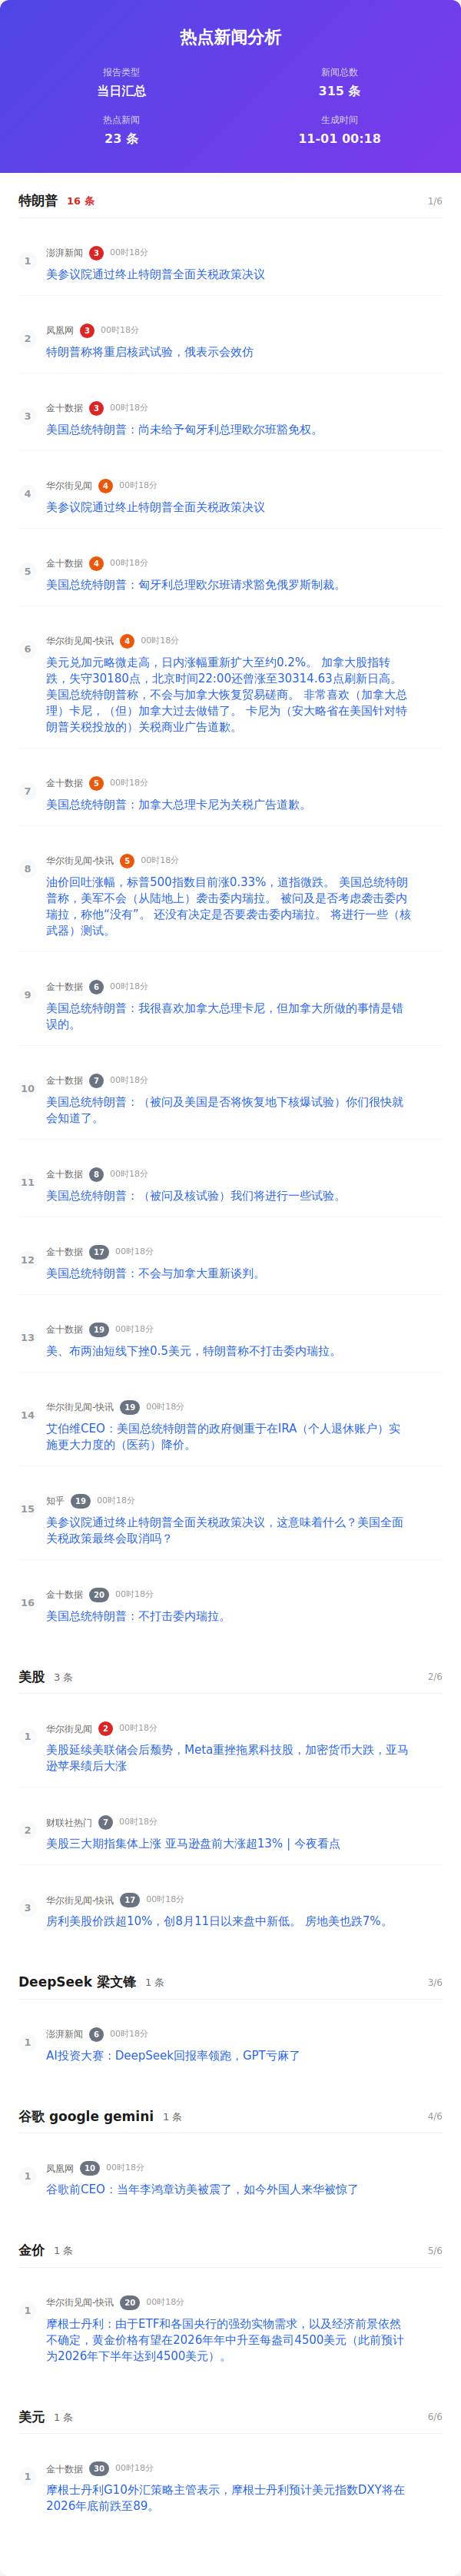 热点新闻分析
报告类型
当日汇总
新闻总数
315 条
热点新闻
23 条
生成时间
11-01 00:18
特朗普 16 条 1/6
1 澎湃新闻 3 00时18分
美参议院通过终止特朗普全面关税政策决议
2 凤凰网 3 00时18分
特朗普称将重启核武试验，俄表示会效仿
3 金十数据 3 00时18分
美国总统特朗普：尚未给予匈牙利总理欧尔班豁免权。
4 华尔街见闻 4 00时18分
美参议院通过终止特朗普全面关税政策决议
5 金十数据 4 00时18分
美国总统特朗普：匈牙利总理欧尔班请求豁免俄罗斯制裁。
6 华尔街见闻-快讯 4 00时18分
美元兑加元略微走高，日内涨幅重新扩大至约0.2%。 加拿大股指转
跌，失守30180点，北京时间22:00还曾涨至30314.63点刷新日高。
美国总统特朗普称，不会与加拿大恢复贸易磋商。 非常喜欢（加拿大总
理）卡尼，（但）加拿大过去做错了。 卡尼为（安大略省在美国针对特
朗普关税投放的）关税商业广告道歉。
7 金十数据 5 00时18分
美国总统特朗普：加拿大总理卡尼为关税广告道歉。
8 华尔街见闻-快讯 5 00时18分
油价回吐涨幅，标普500指数目前涨0.33%，道指微跌。 美国总统特朗
普称，美军不会（从陆地上）袭击委内瑞拉。 被问及是否考虑袭击委内
瑞拉，称他“没有”。 还没有决定是否要袭击委内瑞拉。 将进行一些（核
武器）测试。
9 金十数据 6 00时18分
美国总统特朗普：我很喜欢加拿大总理卡尼，但加拿大所做的事情是错
误的。
10 金十数据 7 00时18分
美国总统特朗普：（被问及美国是否将恢复地下核爆试验）你们很快就
会知道了。
11 金十数据 8 00时18分
美国总统特朗普：（被问及核试验）我们将进行一些试验。
12 金十数据 17 00时18分
美国总统特朗普：不会与加拿大重新谈判。
13 金十数据 19 00时18分
美、布两油短线下挫0.5美元，特朗普称不打击委内瑞拉。
14 华尔街见闻-快讯 19 00时18分
艾伯维CEO：美国总统特朗普的政府侧重于在IRA（个人退休账户）实
施更大力度的（医药）降价。
15 知乎 19 00时18分
美参议院通过终止特朗普全面关税政策决议，这意味着什么？美国全面
关税政策最终会取消吗？
16 金十数据 20 00时18分
美国总统特朗普：不打击委内瑞拉。
美股 3 条 2/6
1 华尔街见闻 2 00时18分
美股延续美联储会后颓势，Meta重挫拖累科技股，加密货币大跌，亚马
逊苹果绩后大涨
2 财联社热门 7 00时18分
美股三大期指集体上涨 亚马逊盘前大涨超13% | 今夜看点
3 华尔街见闻-快讯 17 00时18分
房利美股价跌超10%，创8月11日以来盘中新低。 房地美也跌7%。
DeepSeek 梁文锋 1 条 3/6
1 澎湃新闻 6 00时18分
AI投资大赛：DeepSeek回报率领跑，GPT亏麻了
谷歌 google gemini 1 条 4/6
1 凤凰网 10 00时18分
谷歌前CEO：当年李鸿章访美被震了，如今外国人来华被惊了
金价 1 条 5/6
1 华尔街见闻-快讯 20 00时18分
摩根士丹利：由于ETF和各国央行的强劲实物需求，以及经济前景依然
不确定，黄金价格有望在2026年年中升至每盎司4500美元（此前预计
为2026年下半年达到4500美元）。
美元 1 条 6/6
1 金十数据 30 00时18分
摩根士丹利G10外汇策略主管表示，摩根士丹利预计美元指数DXY将在
2026年底前跌至89。